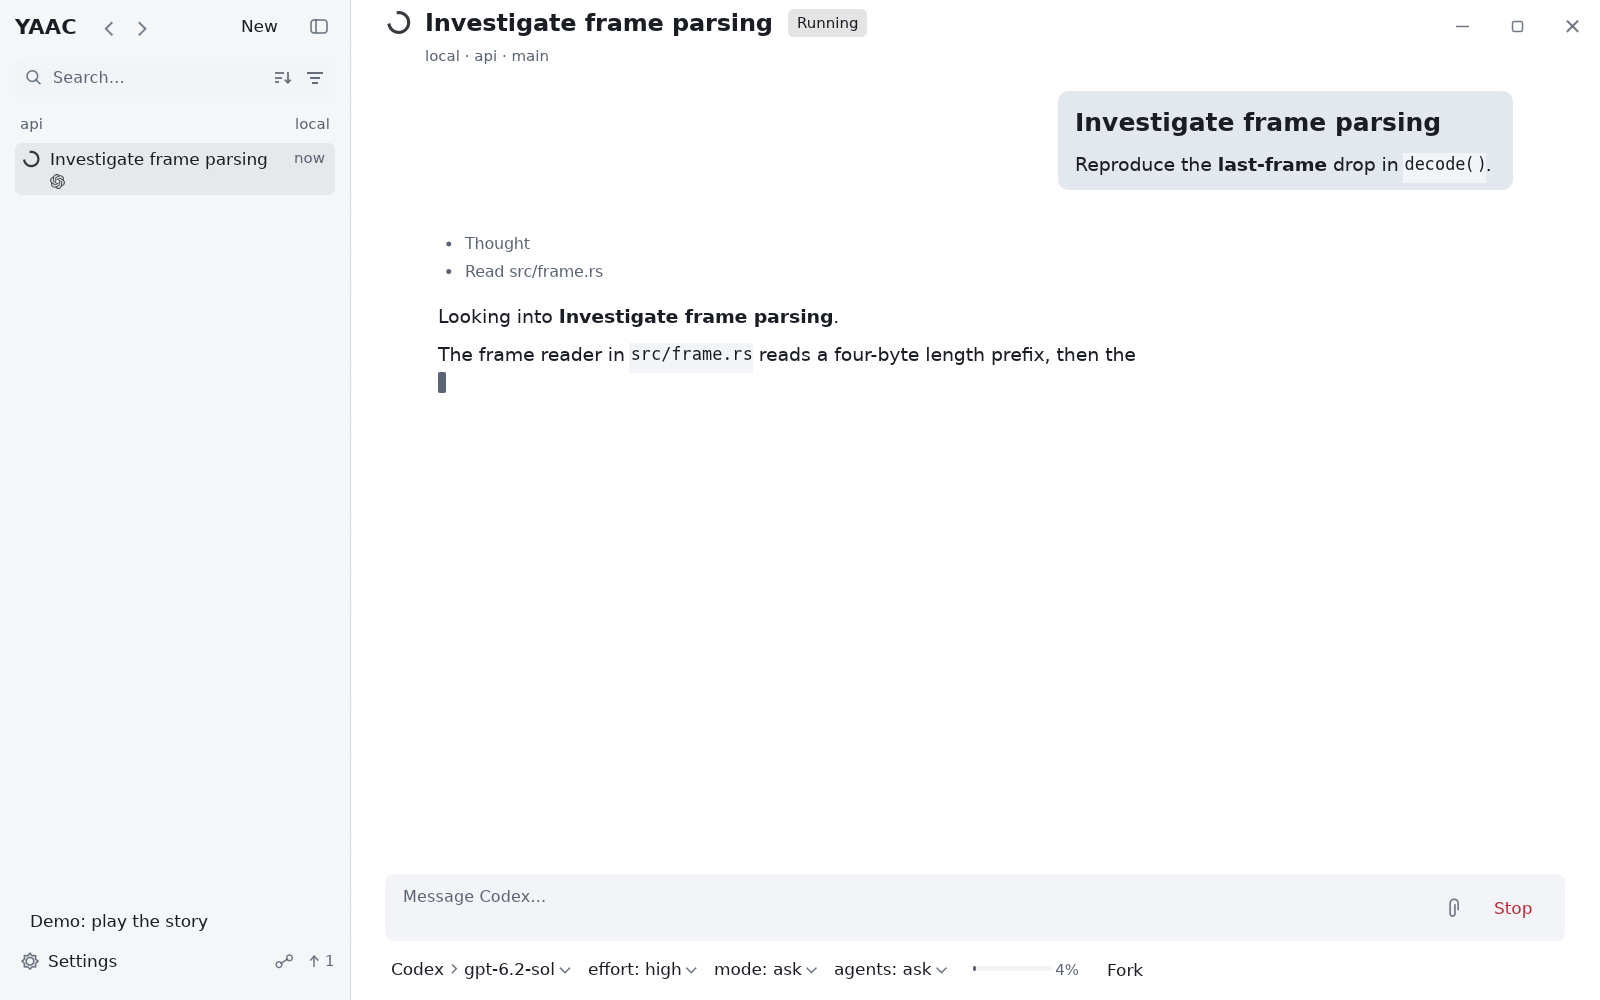 YAAC
New
Search...
api local
Investigate frame parsing now
Demo: play the story
Settings 1
Investigate frame parsing Running
local · api · main
Investigate frame parsing
Reproduce the last-frame drop in decode().
• Thought
• Read src/frame.rs
Looking into Investigate frame parsing.
The frame reader in src/frame.rs reads a four-byte length prefix, then the
Message Codex...
Stop
Codex gpt-6.2-sol effort: high mode: ask agents: ask 4% Fork